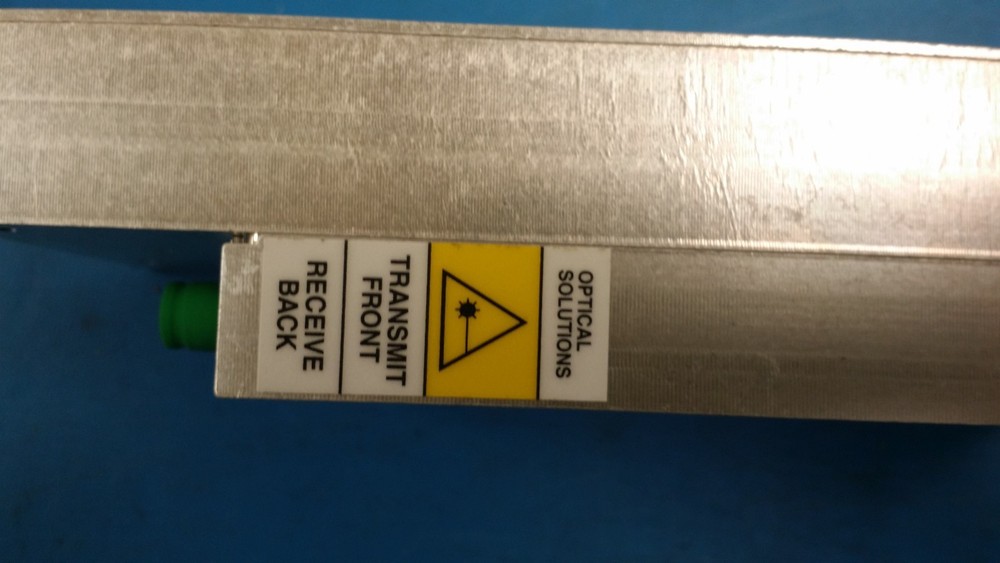 OPTICAL
SOLUTIONS
TRANSMIT
FRONT
RECEIVE
BACK